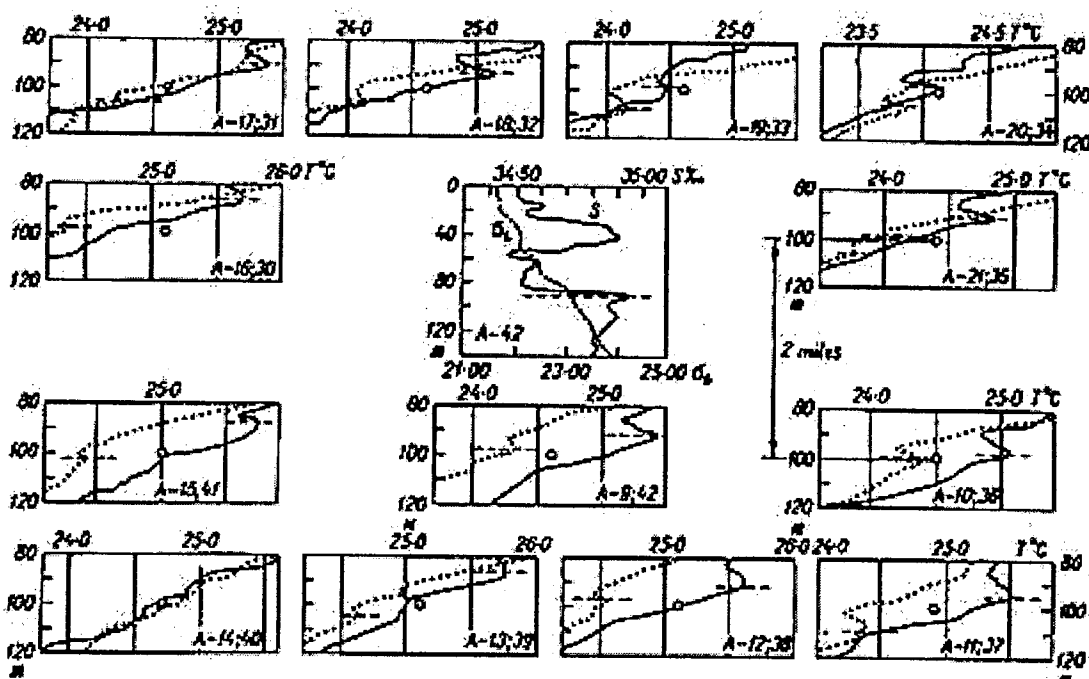 24·0 25·0 24·0 25·0 24·0 25·0 23·5 24·5 T°C
80 80
100 100
120 A-17;31 A-18;32 A-19;33 A-20;34 120
25·0 26·0 T°C 34·50 35·00 S‰ 24·0 25·0 T°C
80 0 80
100 σt S 40 100
120 A-16;30 80 120 A-21;35
A-42 120 м м
21·00 23·00 25·00 σt
2 miles
25·0 24·0 25·0 24·0 25·0 T°C
80 80 80
100 100 100
120 A-15;41 120 A-9;42 120 A-10;36
м м
24·0 25·0 25·0 26·0 25·0 26·0 24·0 25·0 T°C
80 80
100 100
120 A-14;40 A-13;39 A-12;38 A-11;37 120
м м